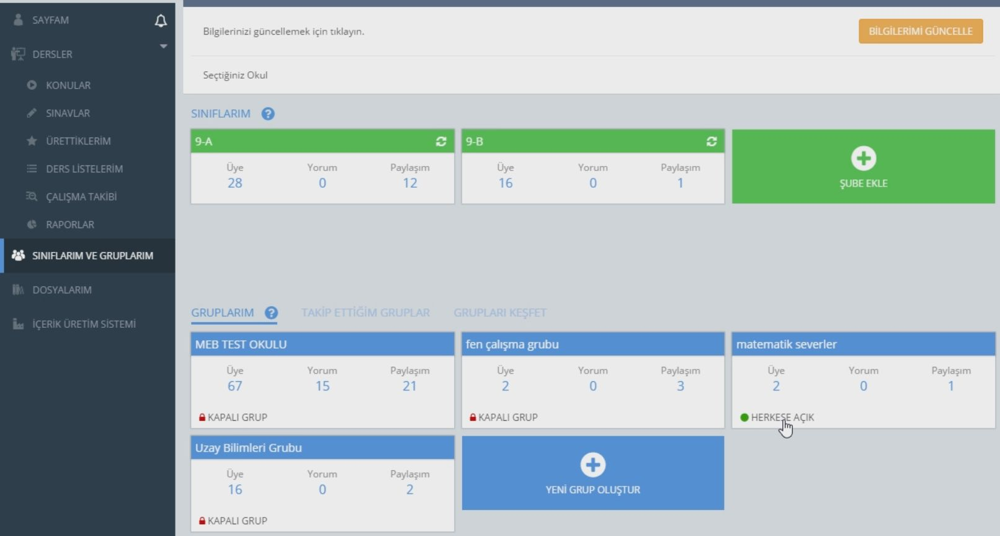 SAYFAM
DERSLER
KONULAR
SINAVLAR
ÜRETTİKLERİM
DERS LİSTELERİM
ÇALIŞMA TAKİBİ
RAPORLAR
SINIFLARIM VE GRUPLARIM
DOSYALARIM
İÇERİK ÜRETİM SİSTEMİ
Bilgilerinizi güncellemek için tıklayın.
BİLGİLERİMİ GÜNCELLE
Seçtiğiniz Okul
SINIFLARIM ?
9-A
Üye Yorum Paylaşım
28 0 12
9-B
Üye Yorum Paylaşım
16 0 1
ŞUBE EKLE
GRUPLARIM ? TAKİP ETTİĞİM GRUPLAR GRUPLARI KEŞFET
MEB TEST OKULU
Üye Yorum Paylaşım
67 15 21
KAPALI GRUP
fen çalışma grubu
Üye Yorum Paylaşım
2 0 3
KAPALI GRUP
matematik severler
Üye Yorum Paylaşım
2 0 1
HERKESE AÇIK
Uzay Bilimleri Grubu
Üye Yorum Paylaşım
16 0 2
KAPALI GRUP
YENİ GRUP OLUŞTUR